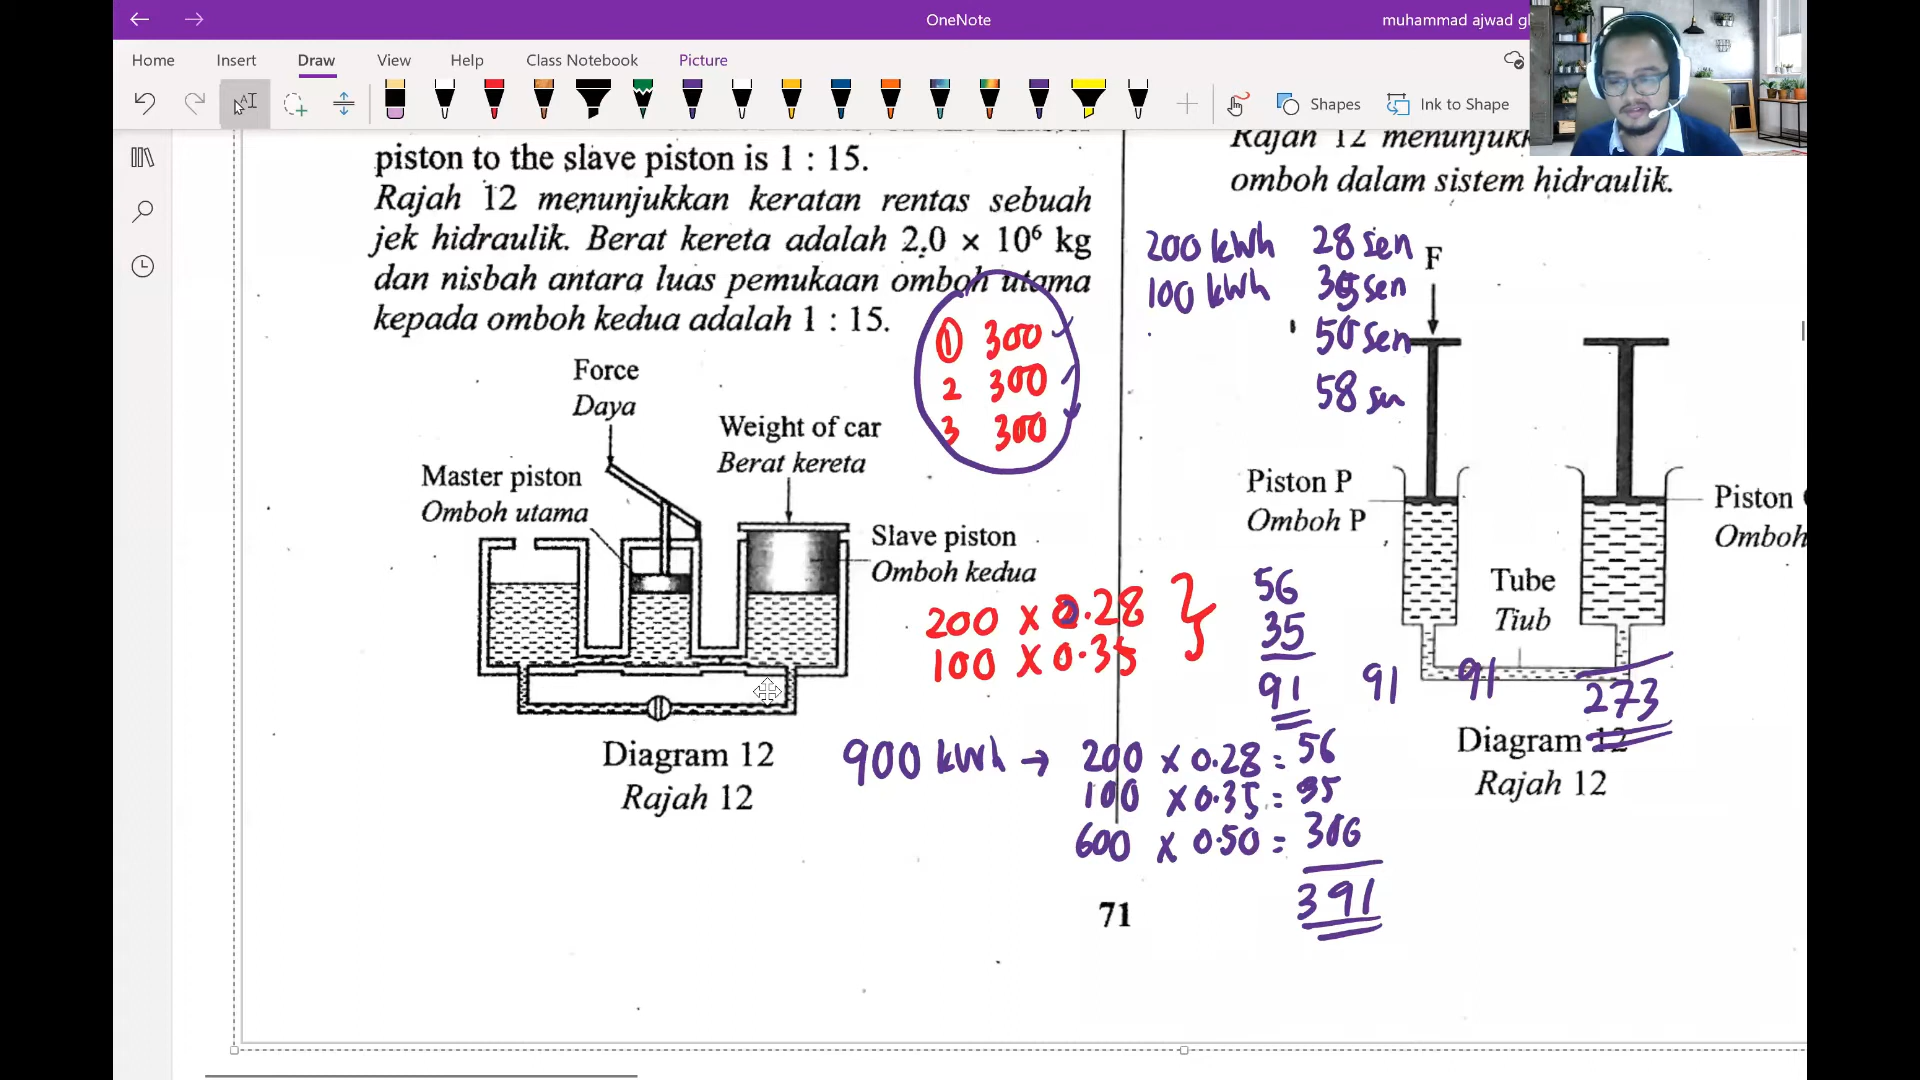 OneNote
muhammad ajwad
Home Insert Draw View Help Class Notebook Picture
Shapes Ink to Shape
piston to the slave piston is 1 : 15.
Rajah 12 menunjukkan keratan rentas sebuah
jek hidraulik. Berat kereta adalah 2.0 × 10⁶ kg
dan nisbah antara luas pemukaan omboh utama
kepada omboh kedua adalah 1 : 15.
① 300 ✓
2 300 ✓
3 300 ✓
Force
Daya
Weight of car
Berat kereta
Master piston
Omboh utama
Slave piston
Omboh kedua
Diagram 12
Rajah 12
Rajah 12
omboh dalam sistem hidraulik.
200 kWh 28 sen
100 kWh 35 sen
50 sen
58 sen
F
Piston P
Omboh P
Piston
Omboh
Tube
Tiub
Diagram 12
Rajah 12
200 x 0.28
100 x 0.35
56
35
91 91 91 273
900 kWh → 200 x 0.28 = 56
100 x 0.35 = 35
600 x 0.50 = 300
391
71